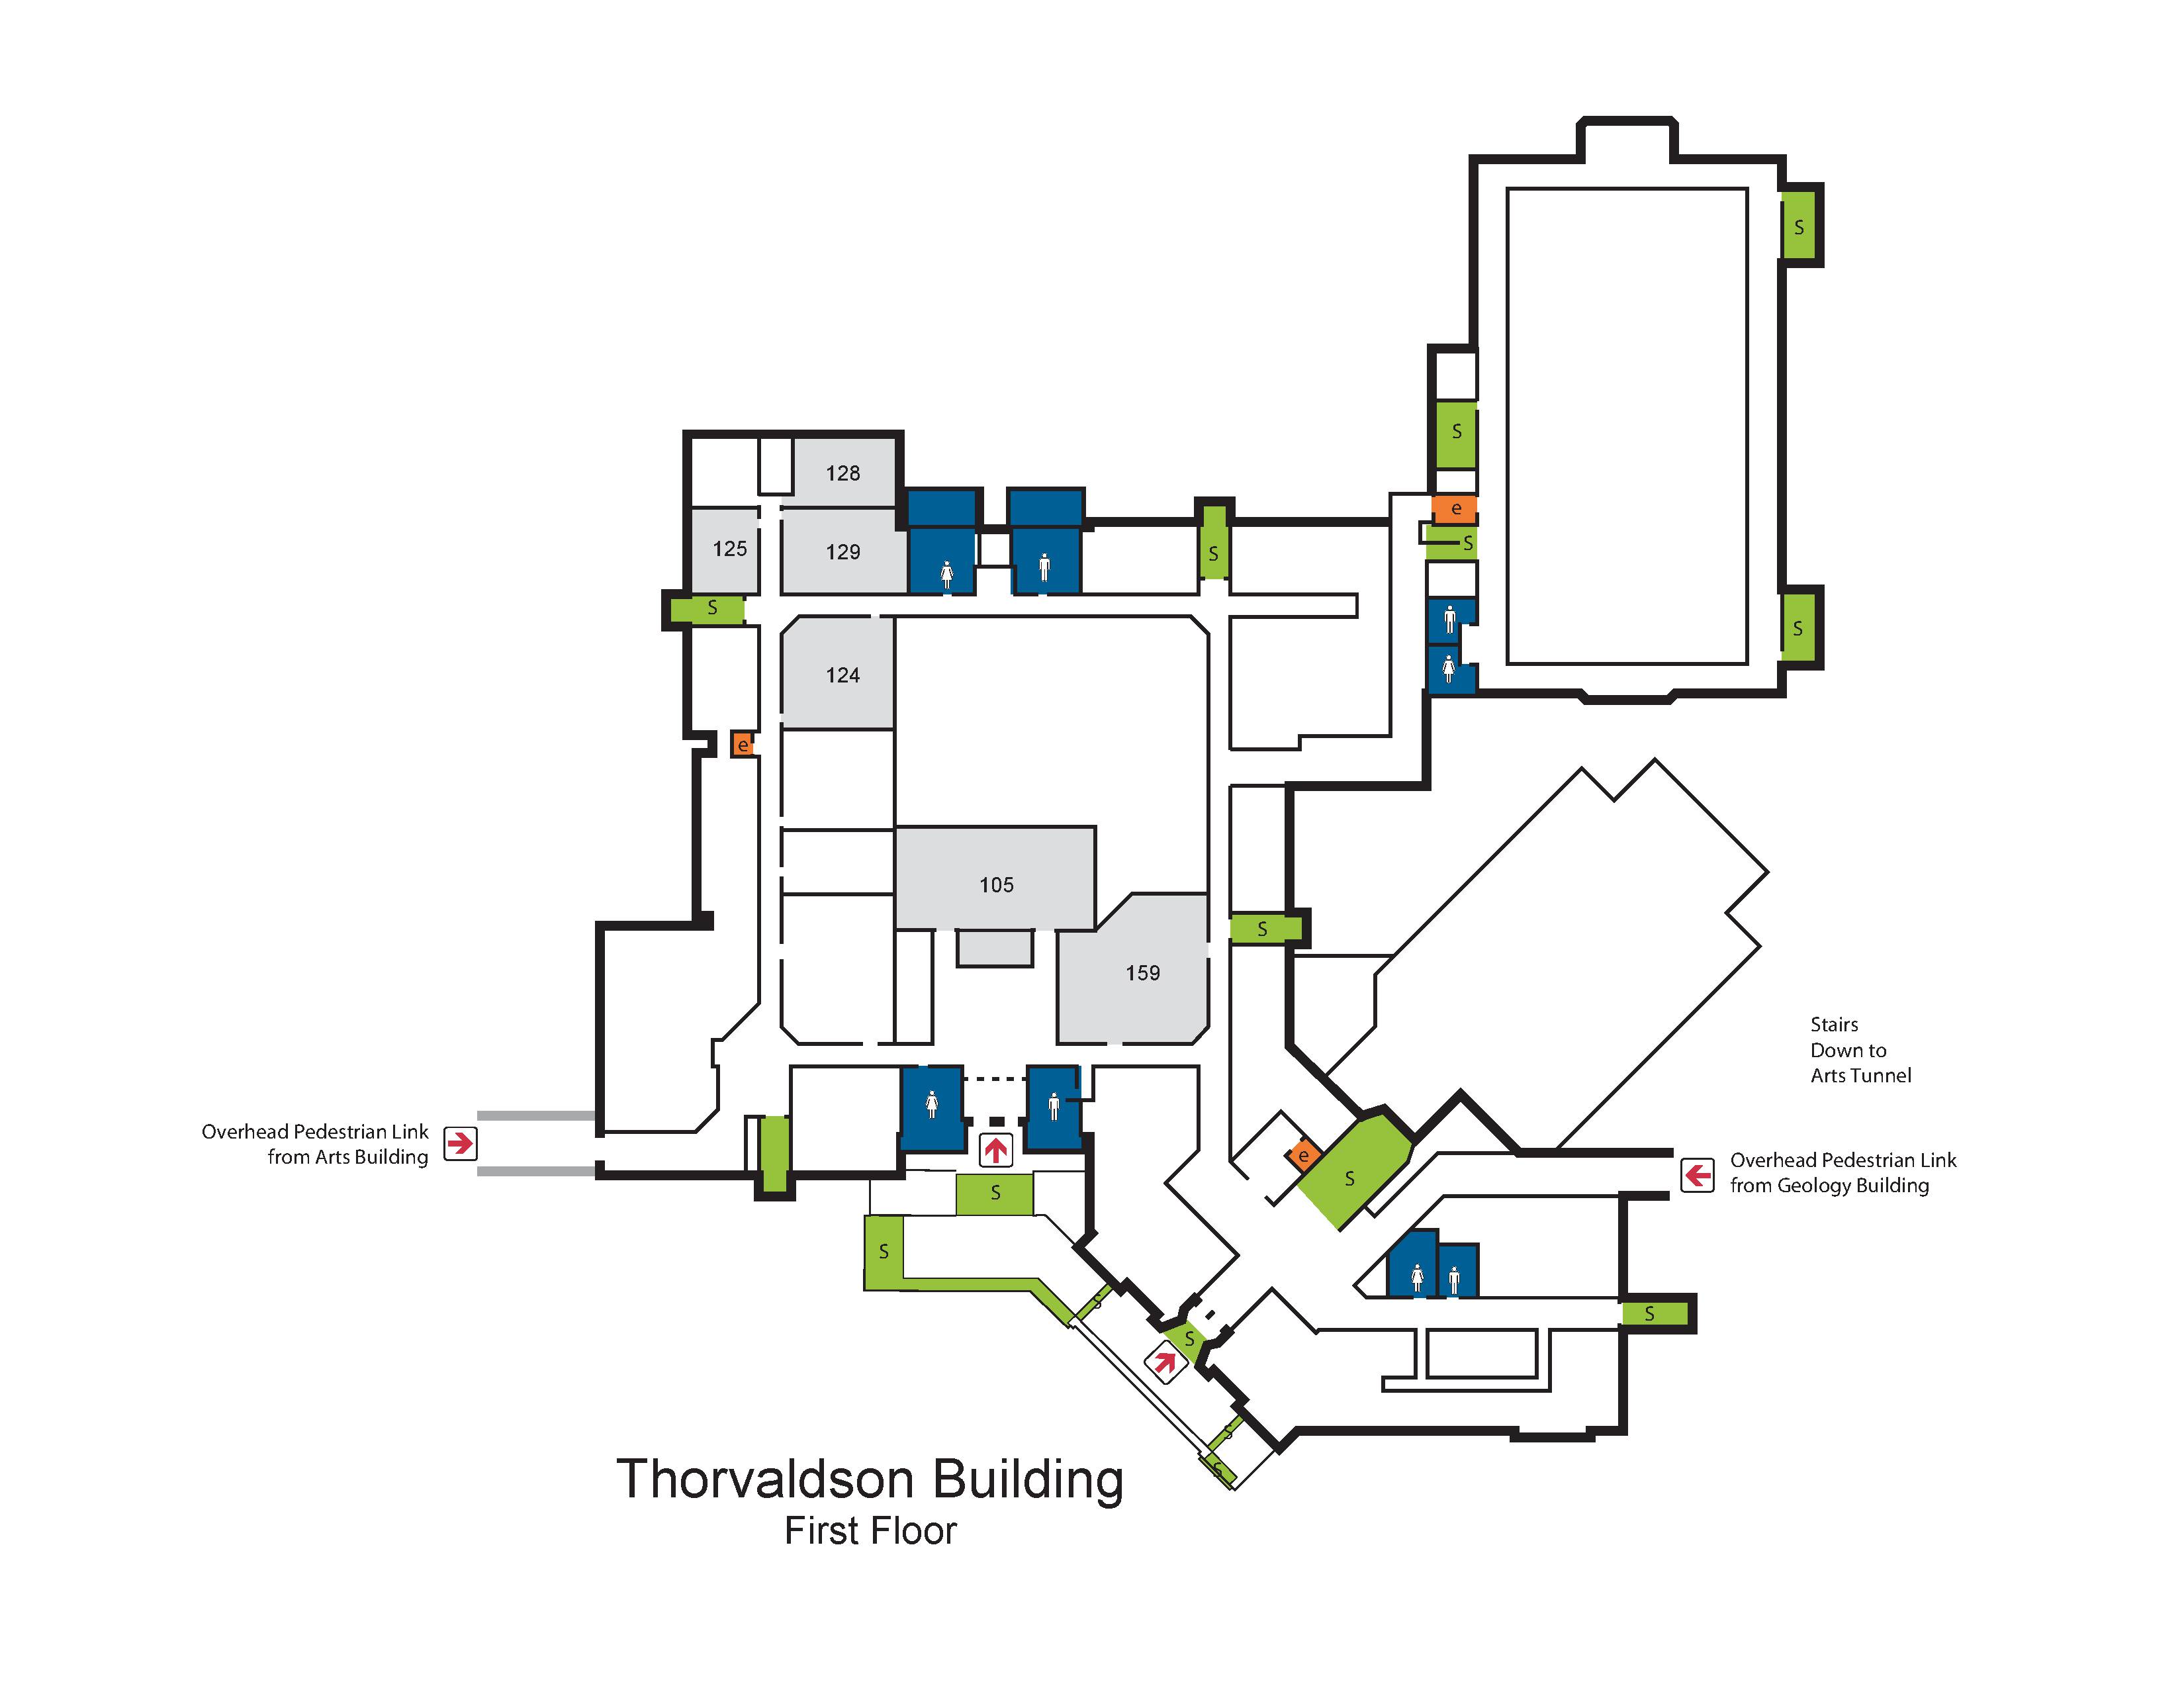 S
S
128
e
125
129
S
S
S
S
S
124
e
105
S
159
Stairs
Down to
Arts Tunnel
Overhead Pedestrian Link
from Arts Building
e
S
Overhead Pedestrian Link
from Geology Building
S
S
S
S
S
S
S
Thorvaldson Building
First Floor